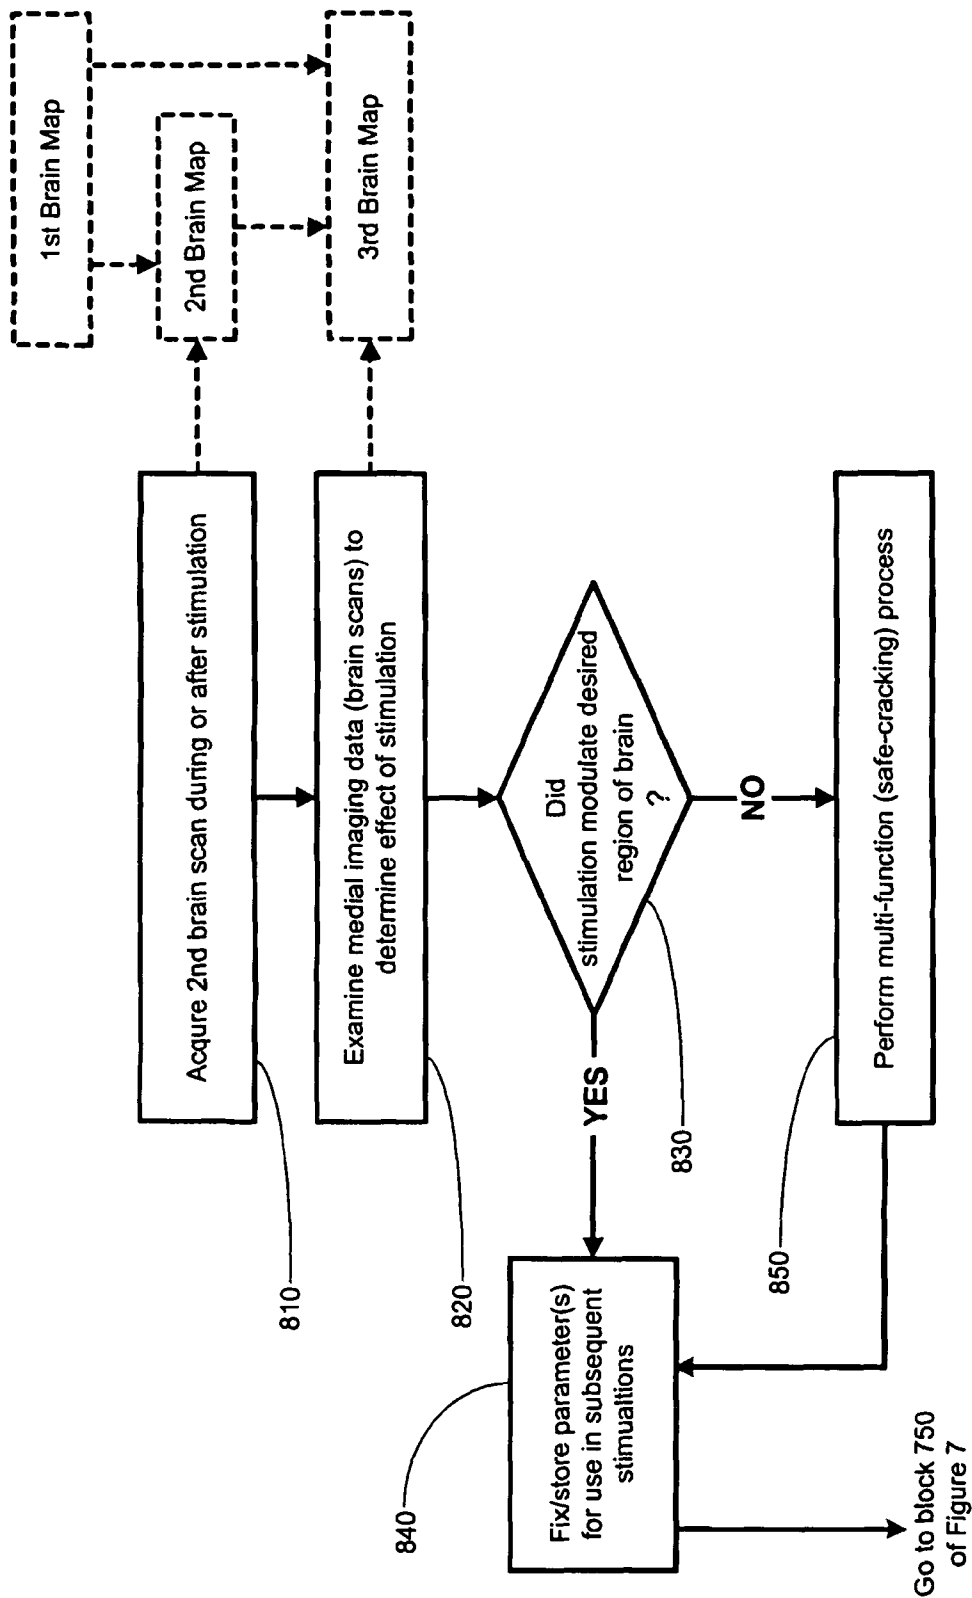 1st Brain Map
2nd Brain Map
3rd Brain Map
Acqure 2nd brain scan during or after stimulation
810
Examine medial imaging data (brain scans) to
determine effect of stimulation
820
Did
stimulation modulate desired
region of brain
?
830
YES
NO
Fix/store parameter(s)
for use in subsequent
stimualtions
840
Perform multi-function (safe-cracking) process
850
Go to block 750
of Figure 7